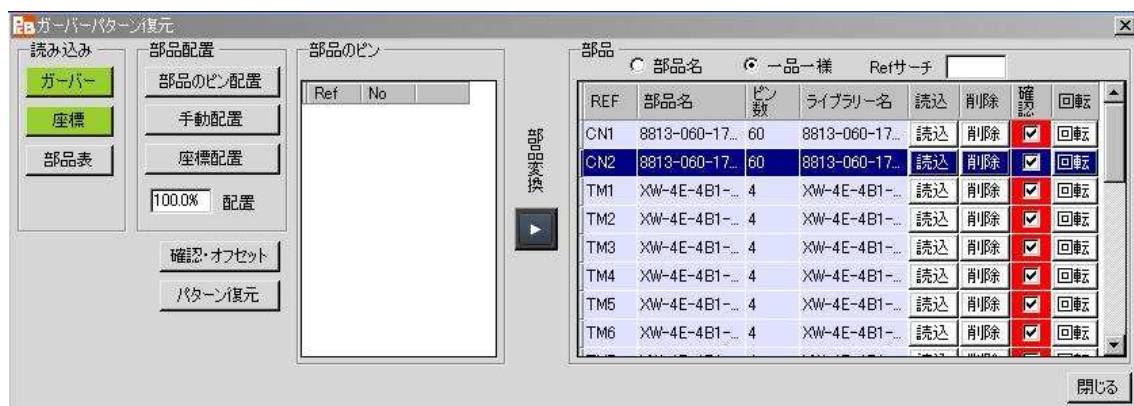 PCB ガーバーパターン復元
読み込み
ガーバー
座標
部品表
部品配置
部品のピン配置
手動配置
座標配置
100.0% 配置
確認・オフセット
パターン復元
部品のピン
Ref No
部品変換
部品
部品名 一品一様 Refサーチ
REF 部品名 ピン数 ライブラリー名 読込 削除 確認 回転
CN1 8813-060-17... 60 8813-060-17... 読込 削除 回転
CN2 8813-060-17... 60 8813-060-17... 読込 削除 回転
TM1 XW-4E-4B1-... 4 XW-4E-4B1-... 読込 削除 回転
TM2 XW-4E-4B1-... 4 XW-4E-4B1-... 読込 削除 回転
TM3 XW-4E-4B1-... 4 XW-4E-4B1-... 読込 削除 回転
TM4 XW-4E-4B1-... 4 XW-4E-4B1-... 読込 削除 回転
TM5 XW-4E-4B1-... 4 XW-4E-4B1-... 読込 削除 回転
TM6 XW-4E-4B1-... 4 XW-4E-4B1-... 読込 削除 回転
閉じる